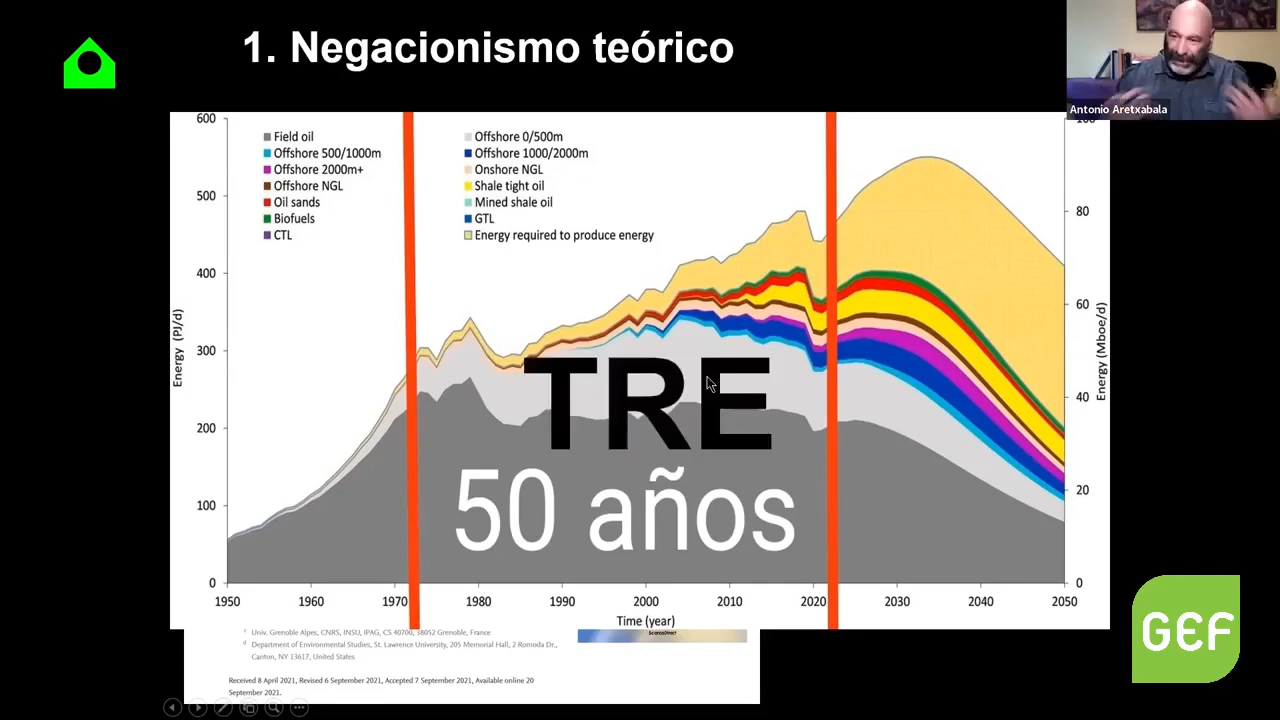 1. Negacionismo teórico
Antonio Aretxabala
600
500
400
300
200
100
0
Energy (PJ/d)
Field oil
Offshore 500/1000m
Offshore 2000m+
Offshore NGL
Oil sands
Biofuels
CTL
Offshore 0/500m
Offshore 1000/2000m
Onshore NGL
Shale tight oil
Mined shale oil
GTL
Energy required to produce energy
TRE
50 años
80
60
40
20
0
Energy (Mboe/d)
1950 1960 1970 1980 1990 2000 2010 2020 2030 2040 2050
Time (year)
Univ. Grenoble Alpes, CNRS, INSU, IPAG, CS 40700, 38052 Grenoble, France
d Department of Environmental Studies, St. Lawrence University, 205 Memorial Hall, 2 Romoda Dr.,
Canton, NY 13617, United States
ScienceDirect
Received 8 April 2021, Revised 6 September 2021, Accepted 7 September 2021, Available online 20
September 2021.
GEF